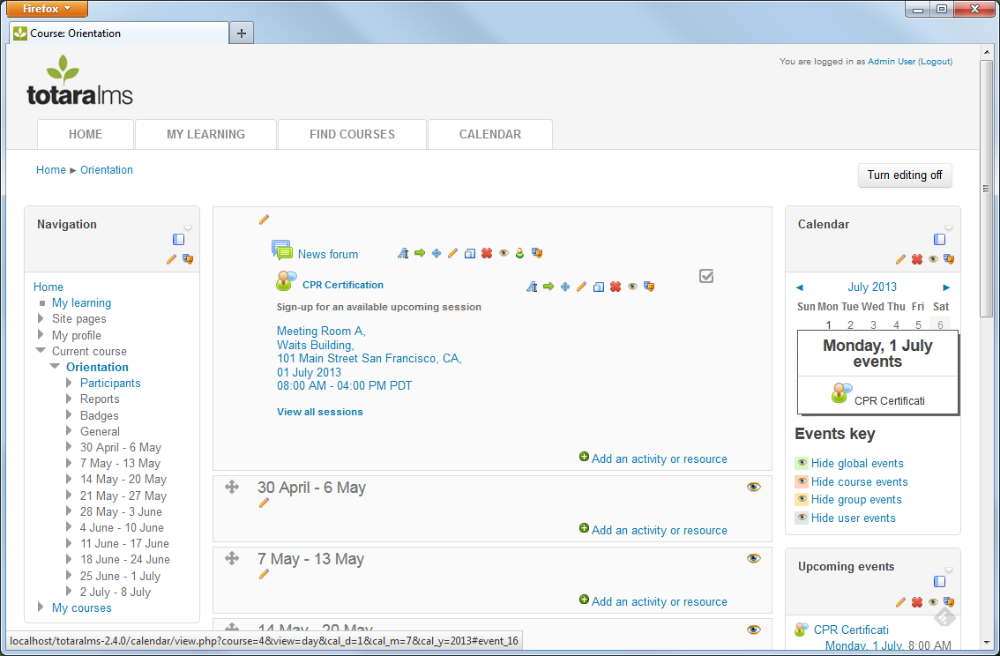 Firefox
Course: Orientation
You are logged in as Admin User (Logout)
totaralms
HOME
MY LEARNING
FIND COURSES
CALENDAR
Home ► Orientation
Turn editing off
Navigation
Home
My learning
Site pages
My profile
Current course
Orientation
Participants
Reports
Badges
General
30 April - 6 May
7 May - 13 May
14 May - 20 May
21 May - 27 May
28 May - 3 June
4 June - 10 June
11 June - 17 June
18 June - 24 June
25 June - 1 July
2 July - 8 July
My courses
News forum
CPR Certification
Sign-up for an available upcoming session
Meeting Room A,
Waits Building,
101 Main Street San Francisco, CA,
01 July 2013
08:00 AM - 04:00 PM PDT
View all sessions
Add an activity or resource
30 April - 6 May
Add an activity or resource
7 May - 13 May
Add an activity or resource
14 May - 20 May
Calendar
◄ July 2013 ►
Sun Mon Tue Wed Thu Fri Sat
1 2 3 4 5 6
Monday, 1 July
events
CPR Certificati
Events key
Hide global events
Hide course events
Hide group events
Hide user events
Upcoming events
CPR Certificati
Monday, 1 July, 8:00 AM
localhost/totaralms-2.4.0/calendar/view.php?course=4&view=day&cal_d=1&cal_m=7&cal_y=2013#event_16